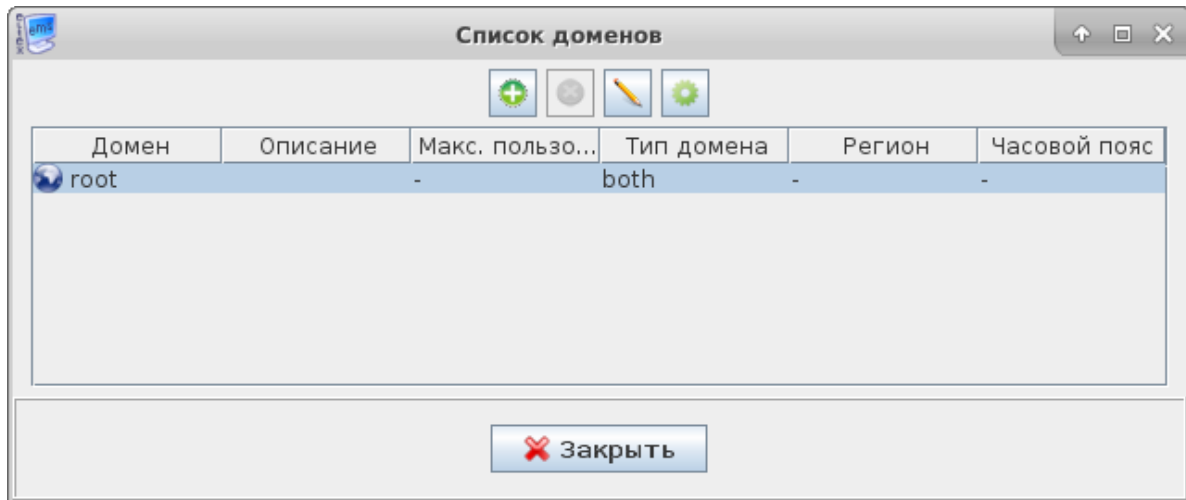 Список доменов
Домен Описание Макс. пользо... Тип домена Регион Часовой пояс
root - both - -
Закрыть